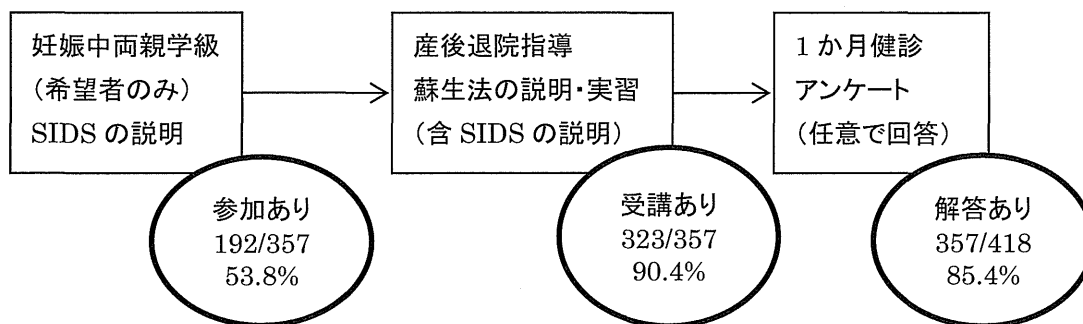 妊娠中両親学級
（希望者のみ）
SIDS の説明
産後退院指導
蘇生法の説明・実習
（含 SIDS の説明）
1 か月健診
アンケート
（任意で回答）
参加あり
192/357
53.8%
受講あり
323/357
90.4%
解答あり
357/418
85.4%